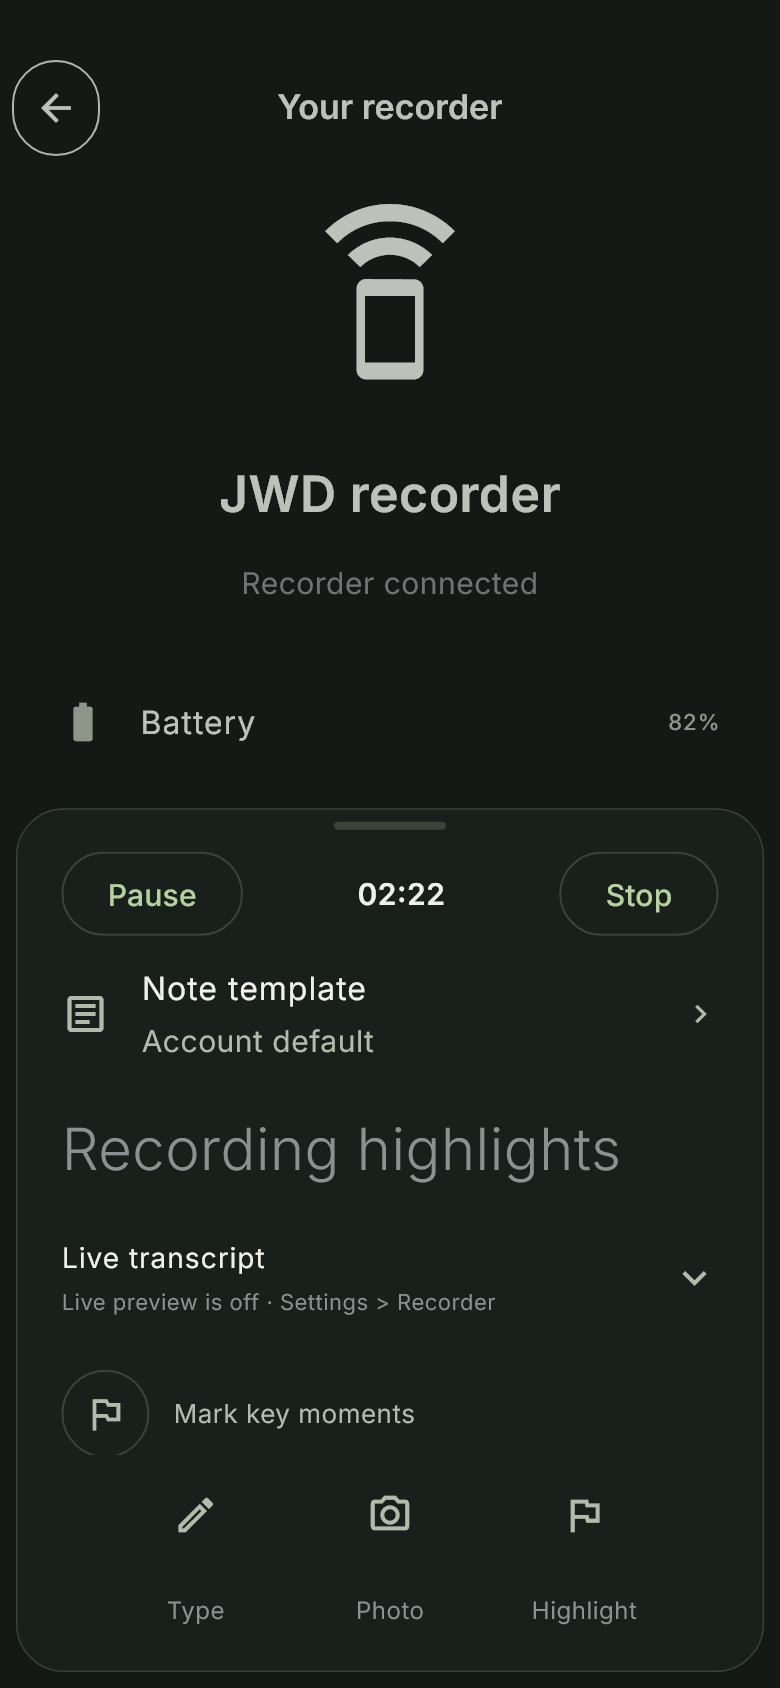 Your recorder
JWD recorder
Recorder connected
Battery
82%
Pause
02:22
Stop
Note template
Account default
Recording highlights
Live transcript
Live preview is off · Settings > Recorder
Mark key moments
Type
Photo
Highlight